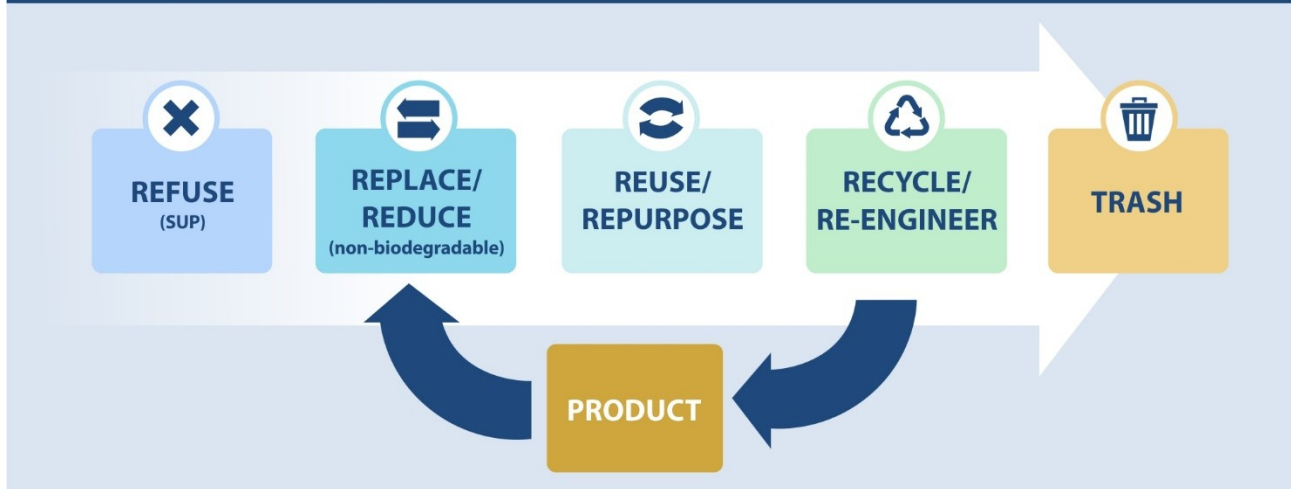 REFUSE
(SUP)
REPLACE/
REDUCE
(non-biodegradable)
REUSE/
REPURPOSE
RECYCLE/
RE-ENGINEER
TRASH
PRODUCT